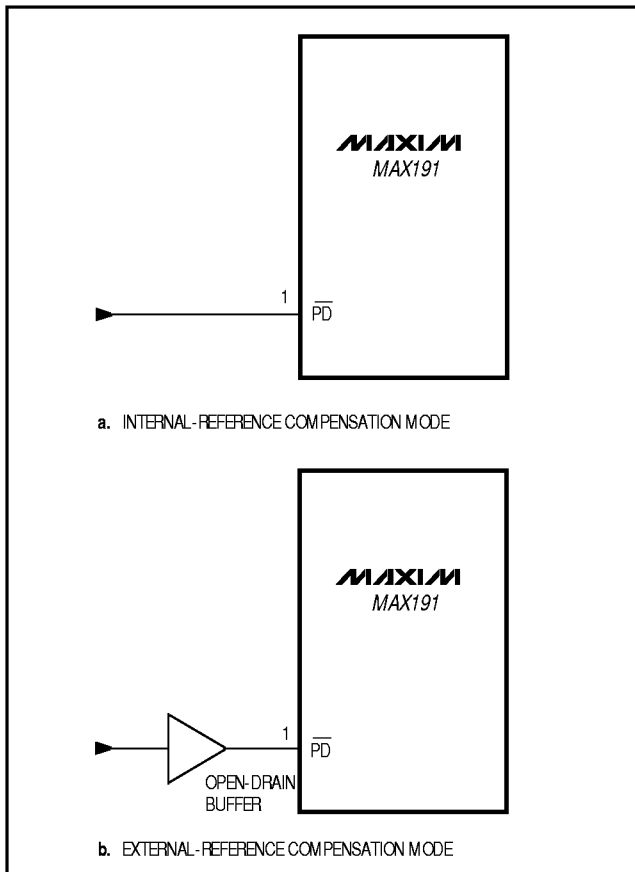 MAXIM
MAX191
1
PD
a. INTERNAL-REFERENCE COMPENSATION MODE
MAXIM
MAX191
1
PD
OPEN-DRAIN
BUFFER
b. EXTERNAL-REFERENCE COMPENSATION MODE